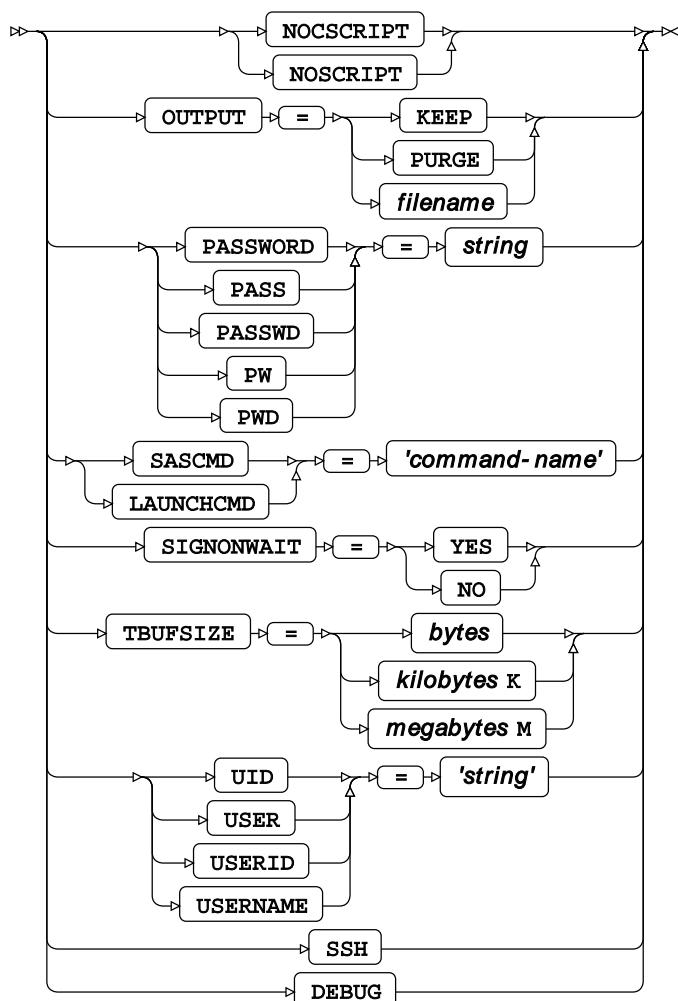 NOCSCRIPT
NOSCRIPT
OUTPUT = KEEP
PURGE
filename
PASSWORD = string
PASS
PASSWD
PW
PWD
SASCMD = 'command-name'
LAUNCHCMD
SIGNONWAIT = YES
NO
TBUFSIZE = bytes
kilobytes K
megabytes M
UID = 'string'
USER
USERID
USERNAME
SSH
DEBUG